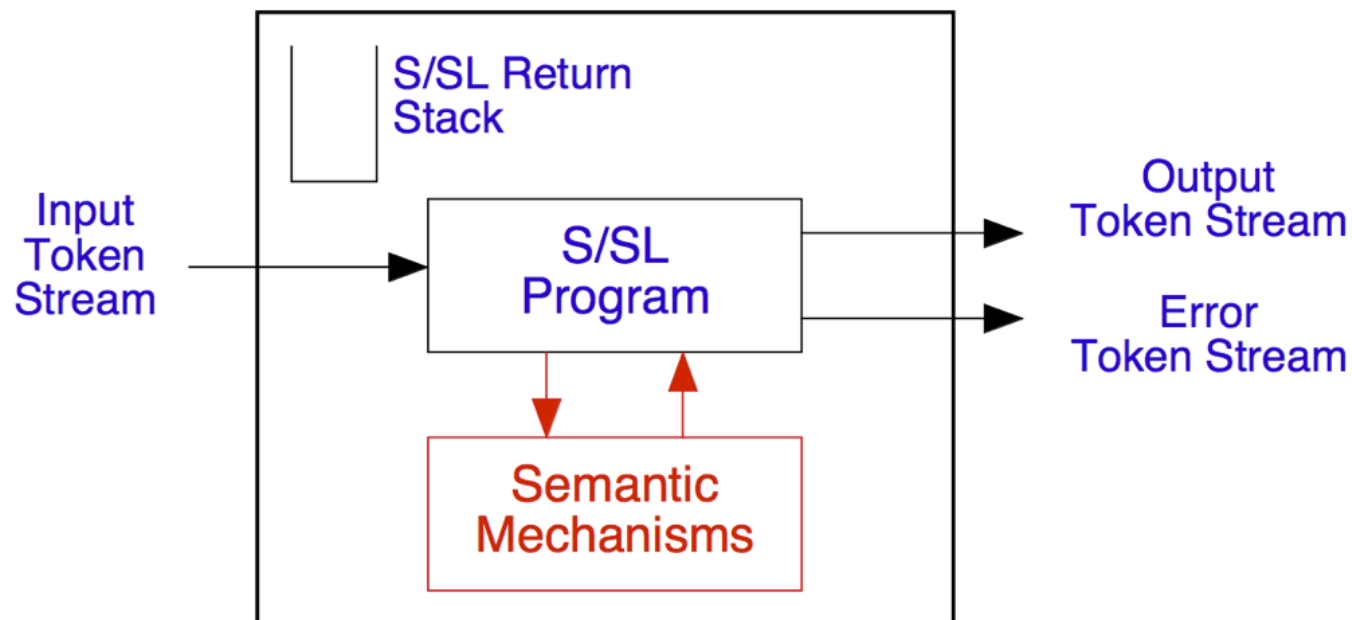 S/SL Return
Stack
Input
Token
Stream
S/SL
Program
Output
Token Stream
Error
Token Stream
Semantic
Mechanisms